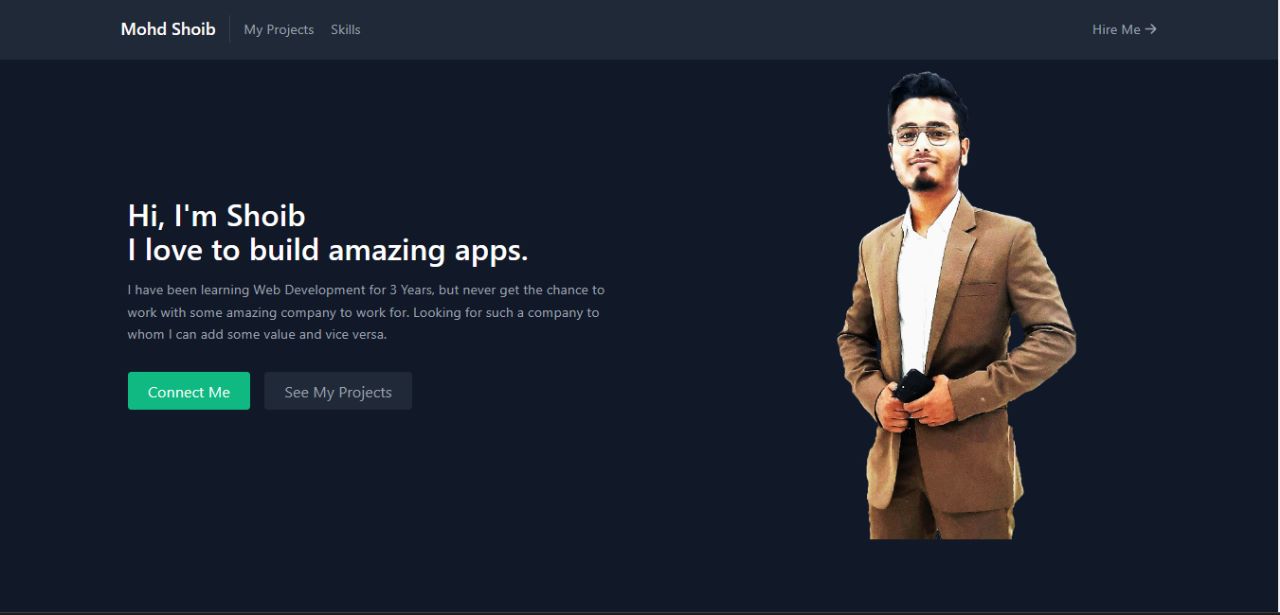 Mohd Shoib
My Projects
Skills
Hire Me →
Hi, I'm Shoib
I love to build amazing apps.
I have been learning Web Development for 3 Years, but never get the chance to
work with some amazing company to work for. Looking for such a company to
whom I can add some value and vice versa.
Connect Me
See My Projects